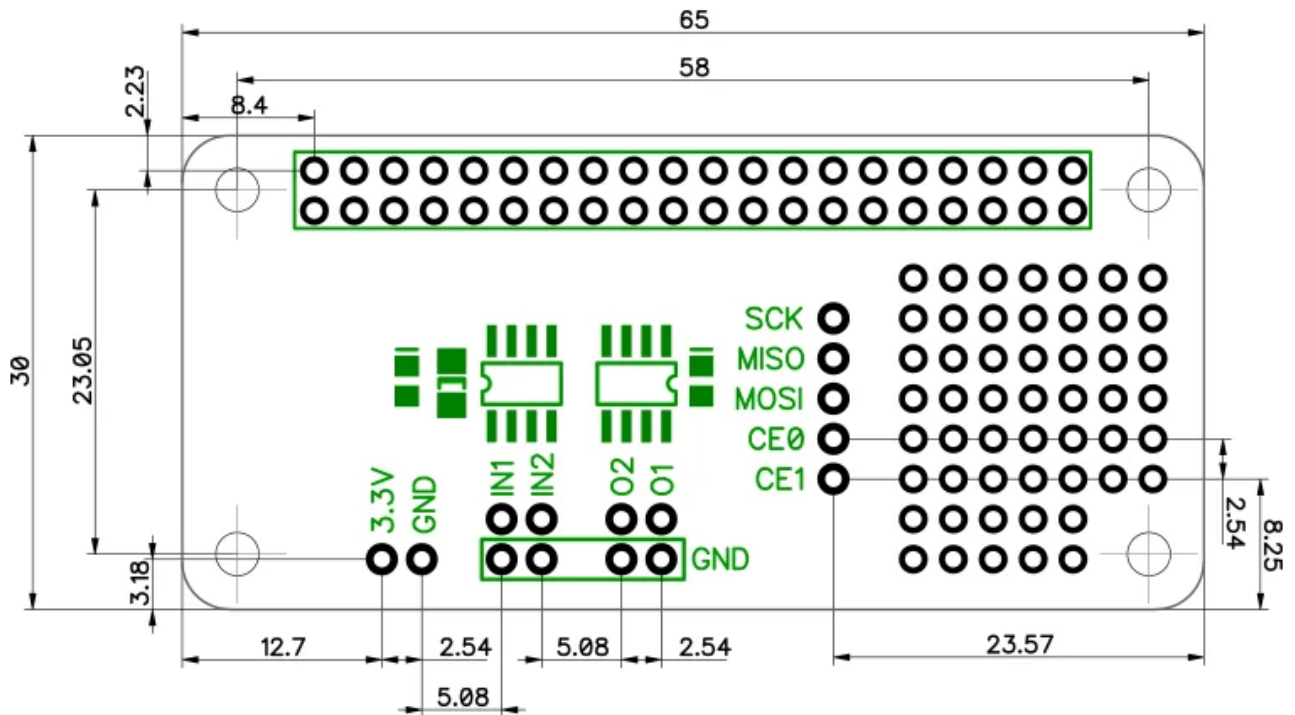 65
58
2.23
8.4
30
23.05
SCK
MISO
MOSI
CE0
CE1
3.3V
GND
IN1
IN2
O2
O1
GND
2.54
8.25
3.18
12.7
2.54
5.08
2.54
23.57
5.08